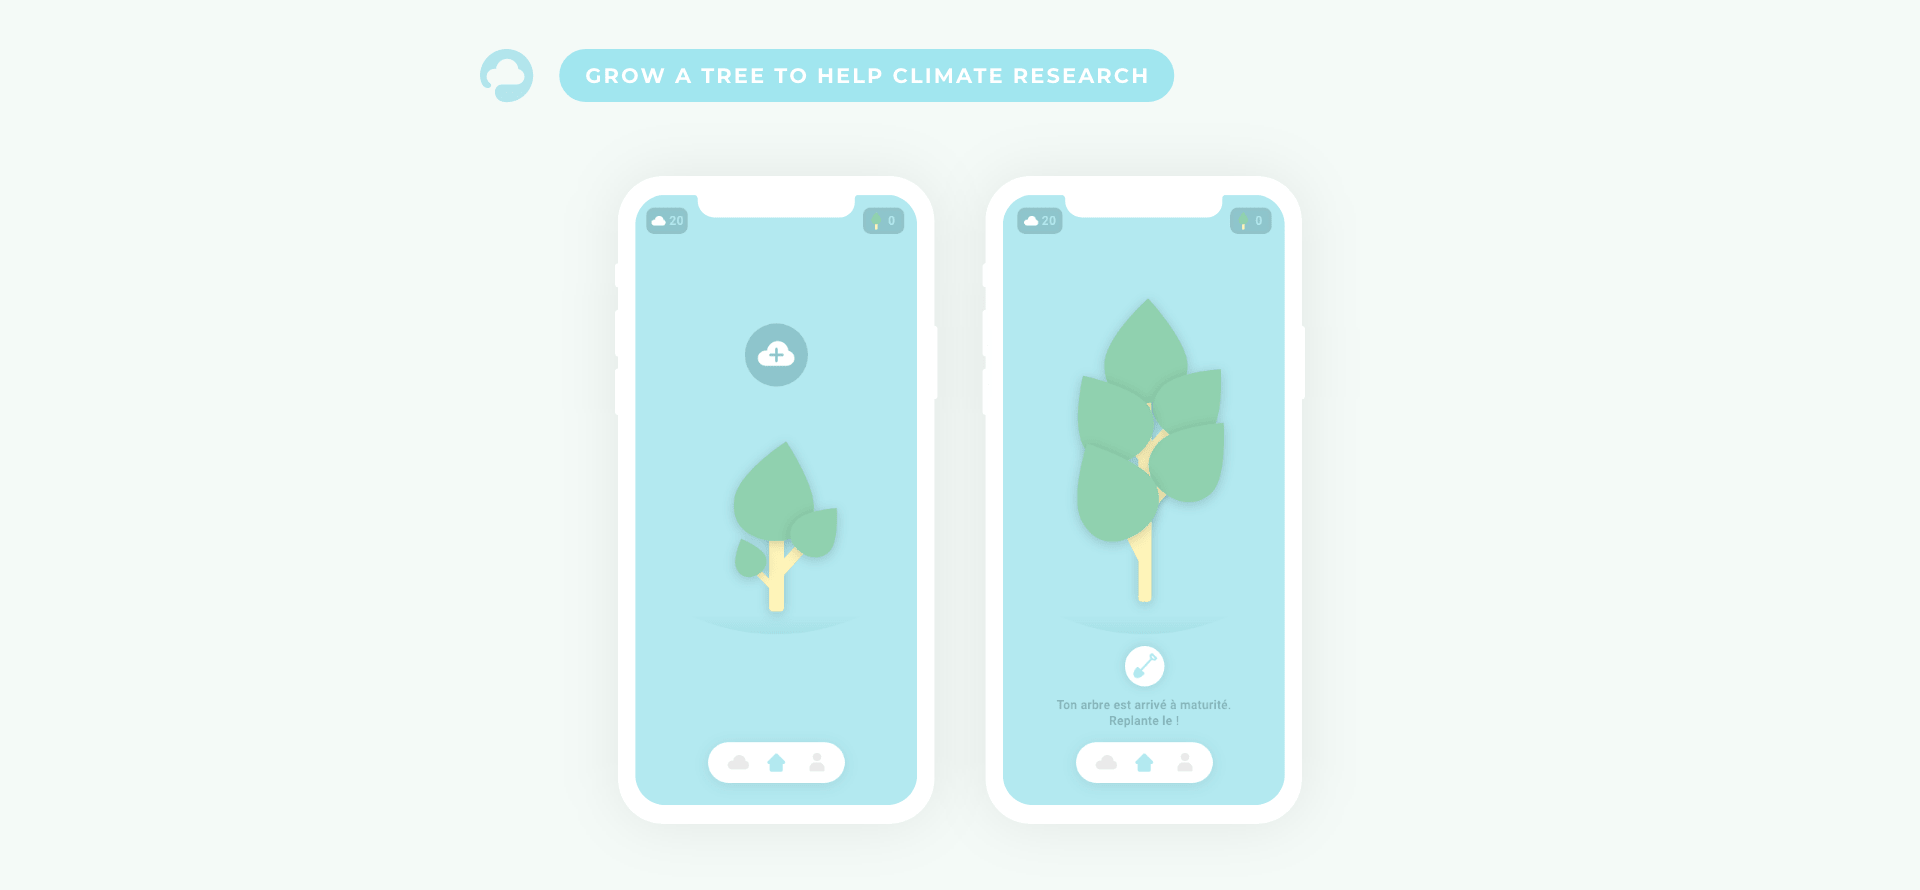 GROW A TREE TO HELP CLIMATE RESEARCH
20
0
20
0
Ton arbre est arrivé à maturité.
Replante le !